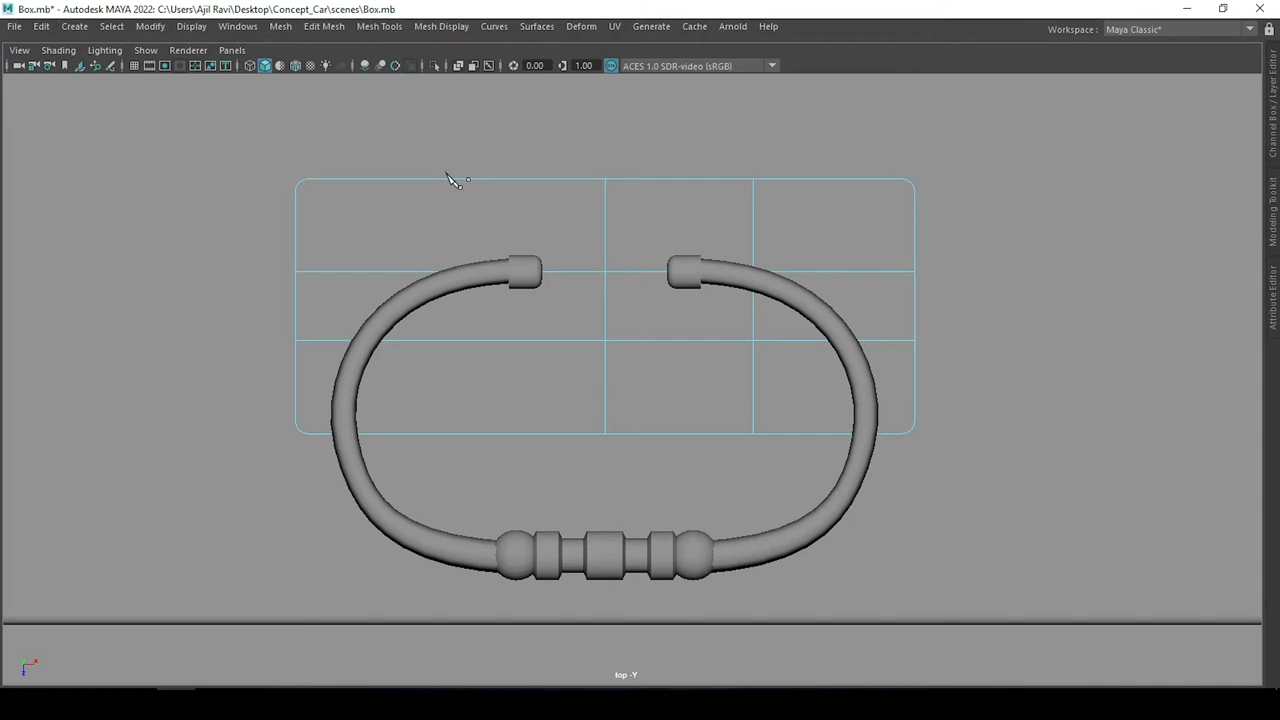 Box.mb* - Autodesk MAYA 2022: C:\Users\Ajil Ravi\Desktop\Concept_Car\scenes\Box.mb
File Edit Create Select Modify Display Windows Mesh Edit Mesh Mesh Tools Mesh Display Curves Surfaces Deform UV Generate Cache Arnold Help Workspace: Maya Classic*
View Shading Lighting Show Renderer Panels
0.00 1.00 ACES 1.0 SDR-video (sRGB)
Channel Box / Layer Editor
Modeling Toolkit
Attribute Editor
top -Y